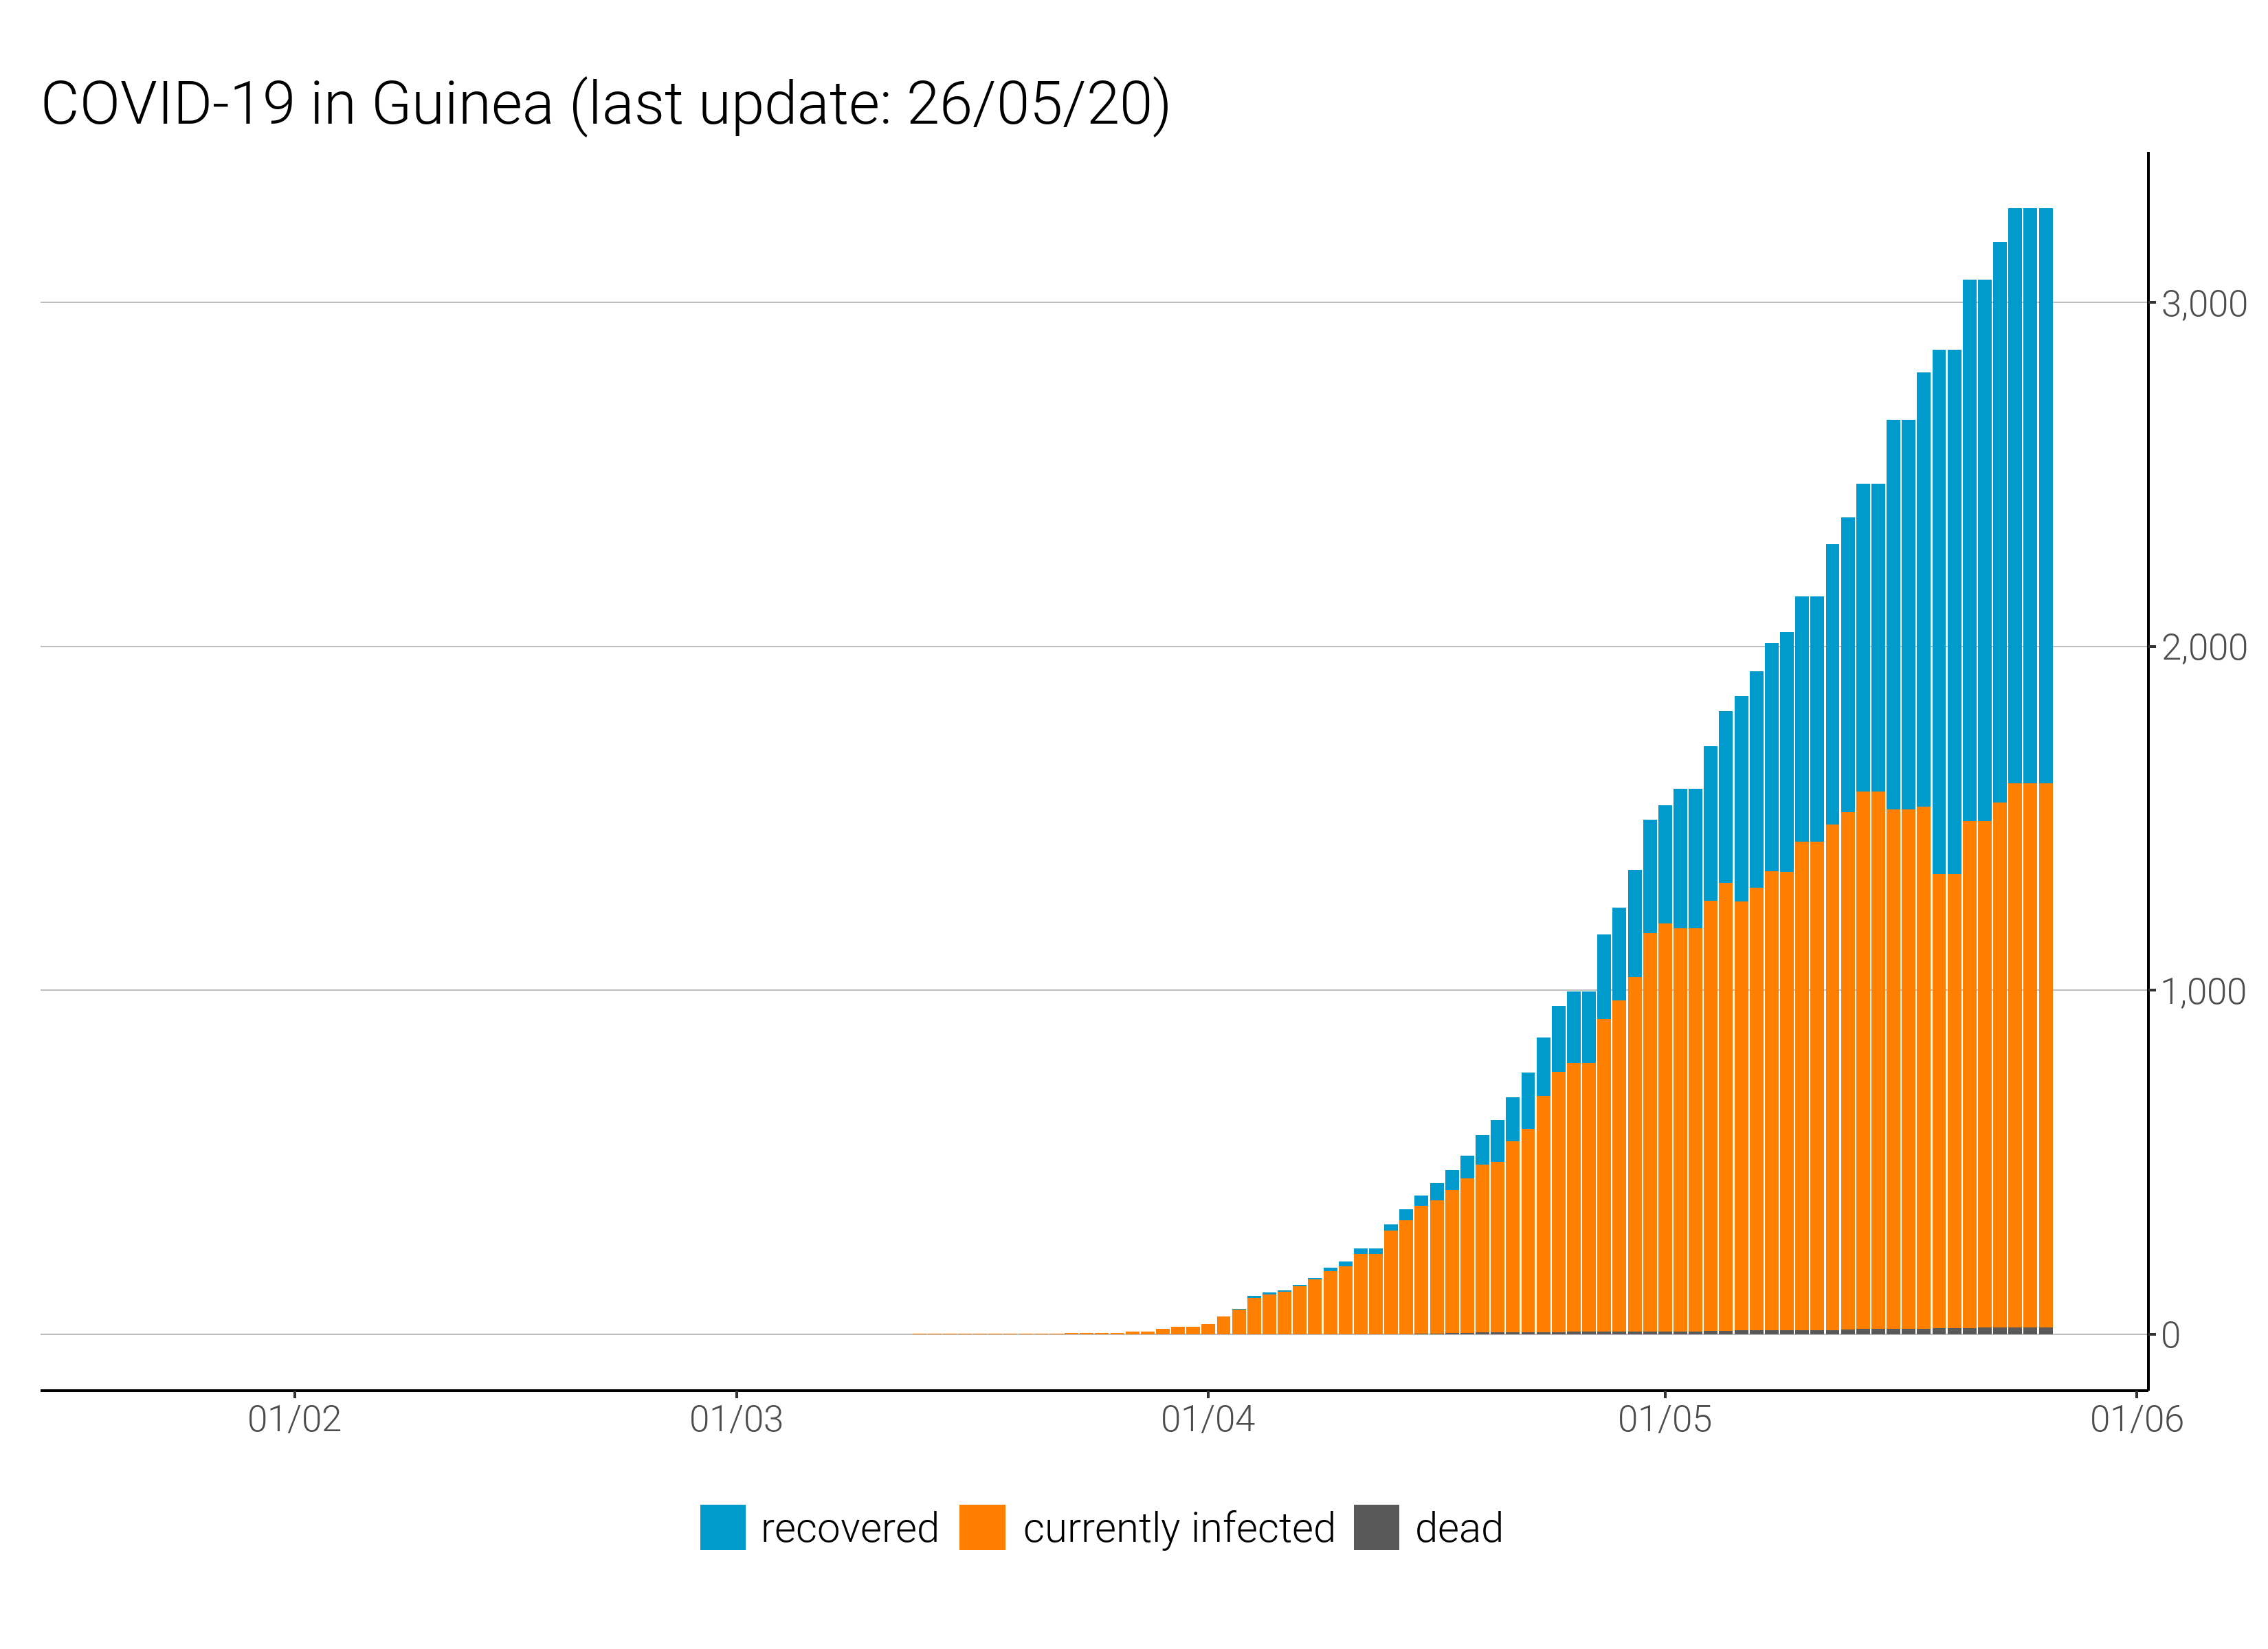 COVID-19 in Guinea (last update: 26/05/20)
3,000
2,000
1,000
0
01/02 01/03 01/04 01/05 01/06
recovered currently infected dead